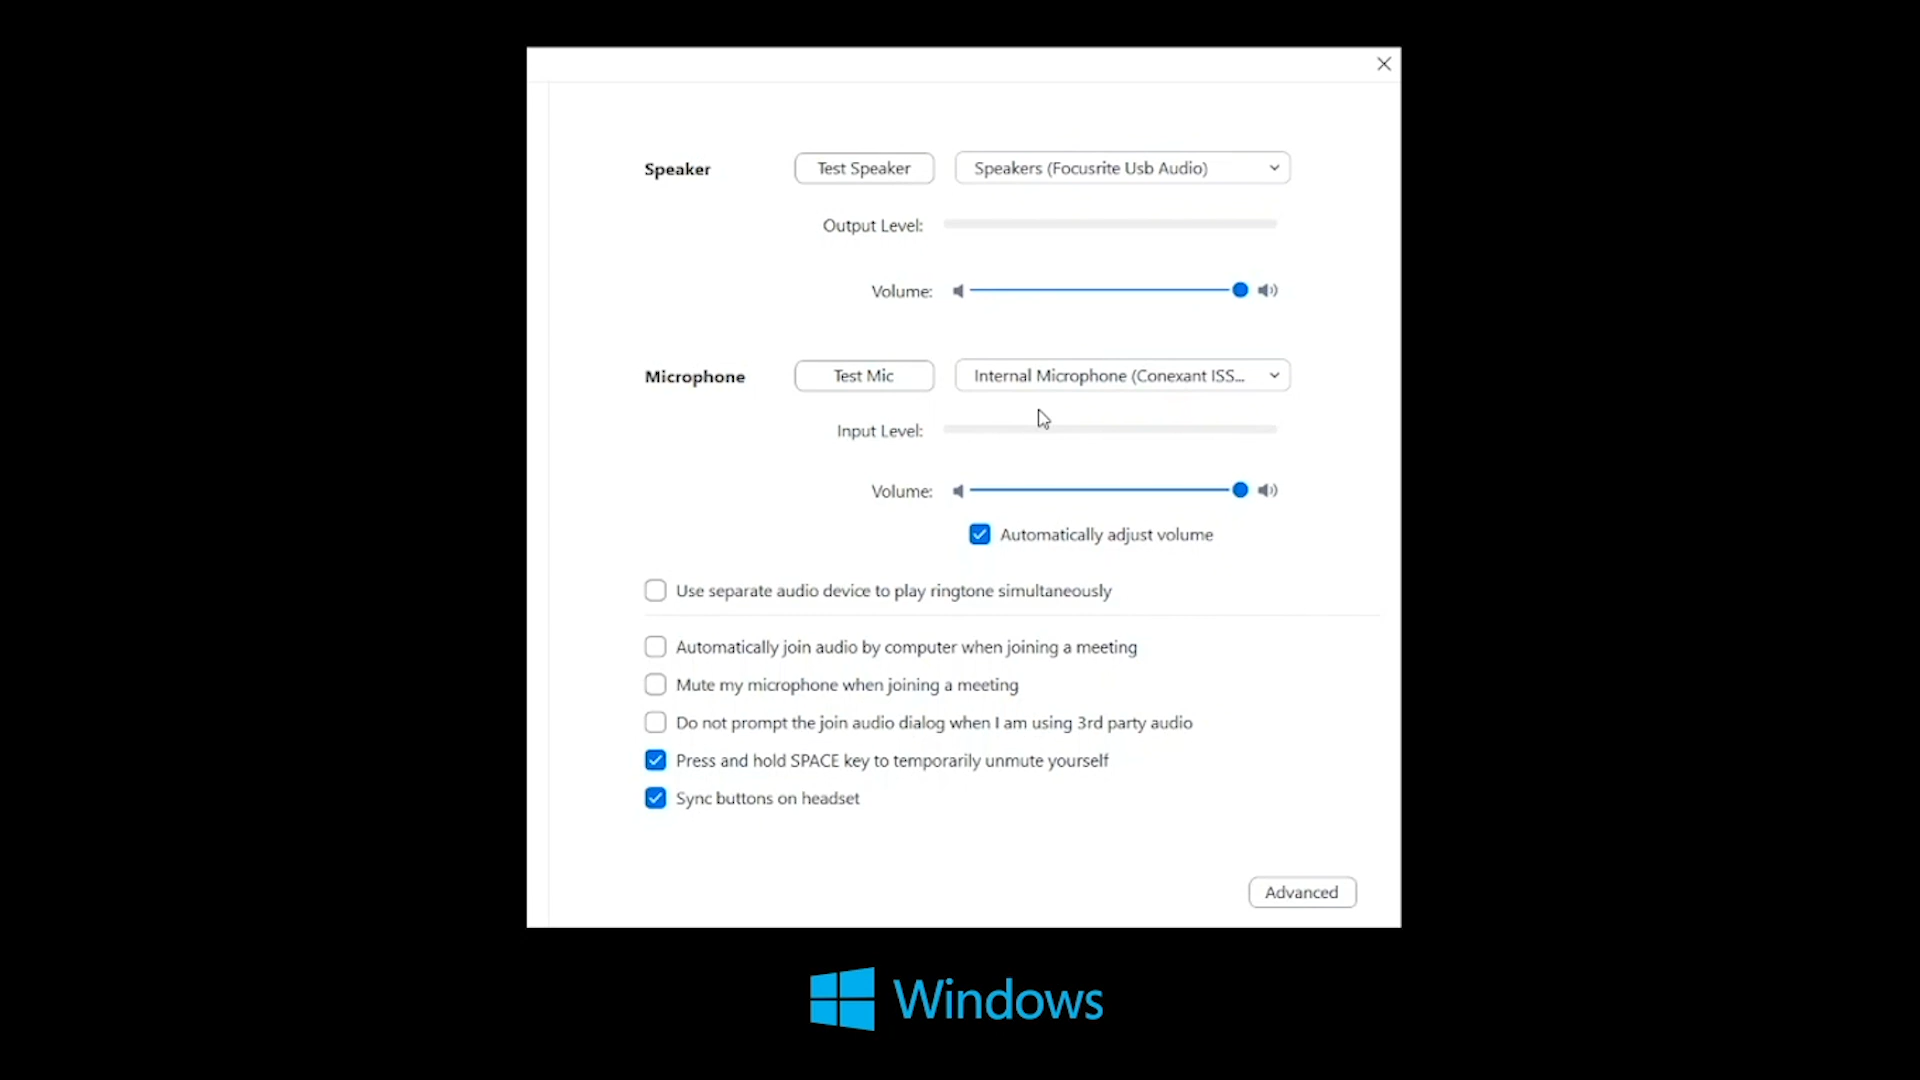 Speaker
Test Speaker
Speakers (Focusrite Usb Audio)
Output Level:
Volume:
Microphone
Test Mic
Internal Microphone (Conexant ISS...
Input Level:
Volume:
Automatically adjust volume
Use separate audio device to play ringtone simultaneously
Automatically join audio by computer when joining a meeting
Mute my microphone when joining a meeting
Do not prompt the join audio dialog when I am using 3rd party audio
Press and hold SPACE key to temporarily unmute yourself
Sync buttons on headset
Advanced
Windows